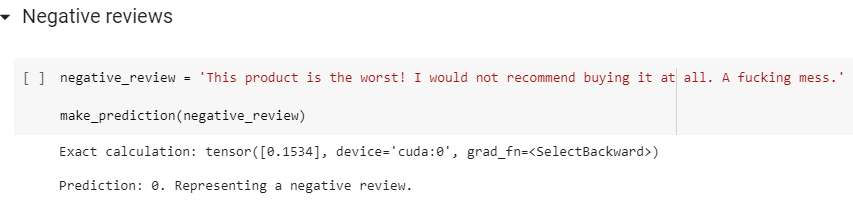 Negative reviews
[ ] negative_review = 'This product is the worst! I would not recommend buying it at all. A fucking mess.'
make_prediction(negative_review)
Exact calculation: tensor([0.1534], device='cuda:0', grad_fn=<SelectBackward>)
Prediction: 0. Representing a negative review.